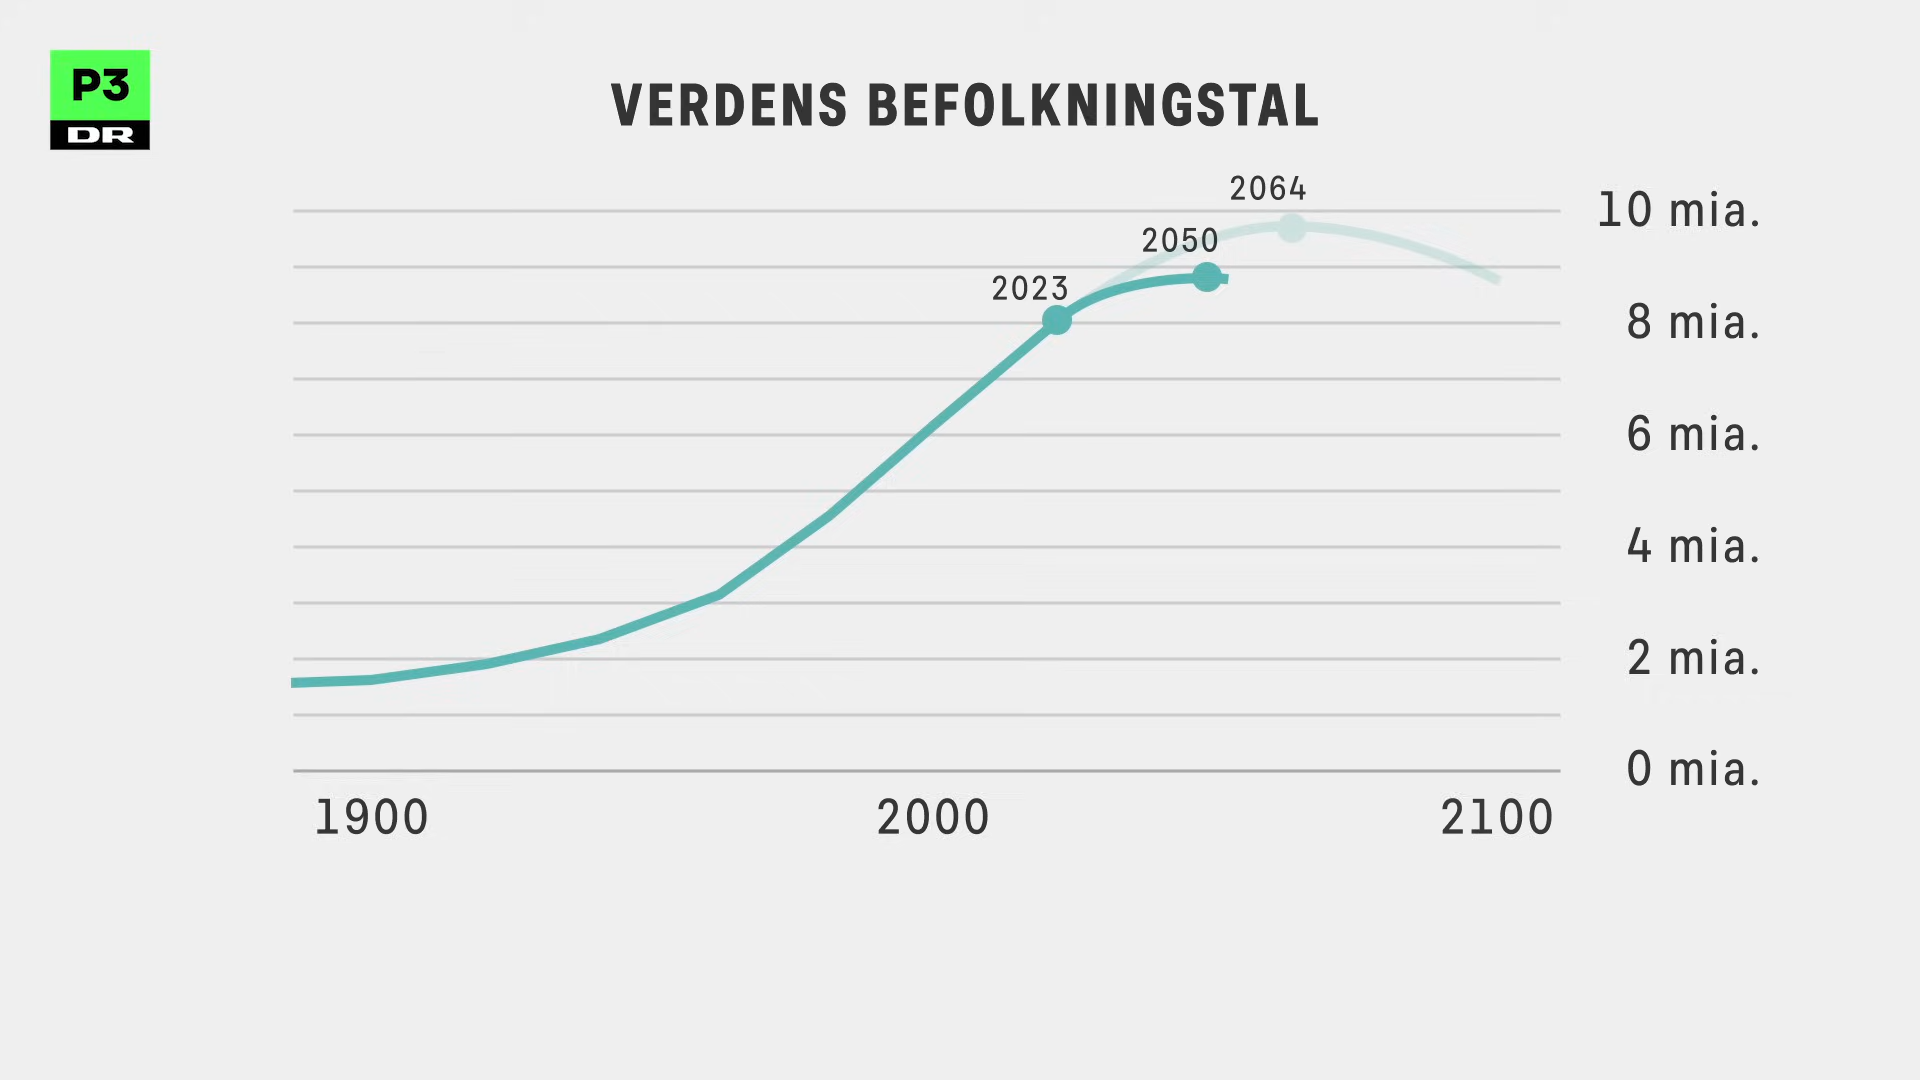 P3
DR
VERDENS BEFOLKNINGSTAL
2064
2050
2023
10 mia.
8 mia.
6 mia.
4 mia.
2 mia.
0 mia.
1900
2000
2100